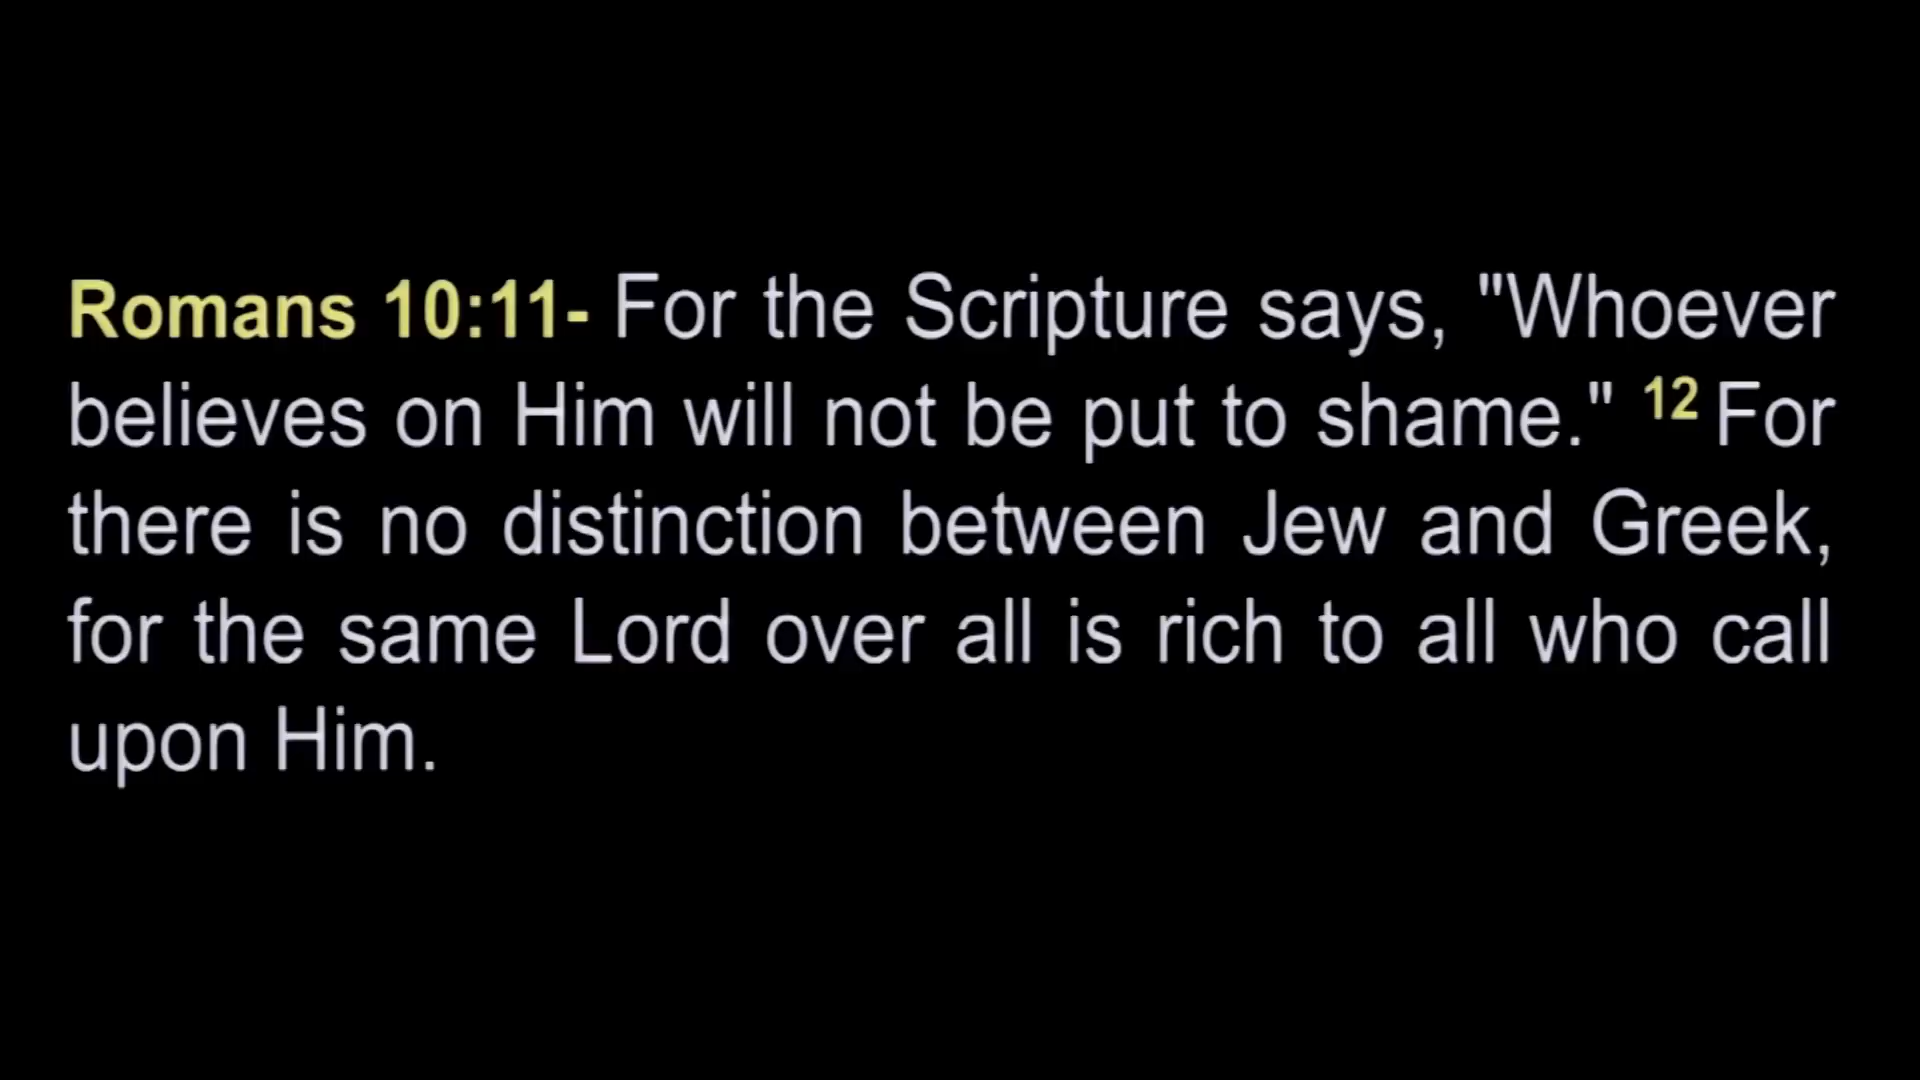 Romans 10:11- For the Scripture says, "Whoever
believes on Him will not be put to shame." 12 For
there is no distinction between Jew and Greek,
for the same Lord over all is rich to all who call
upon Him.